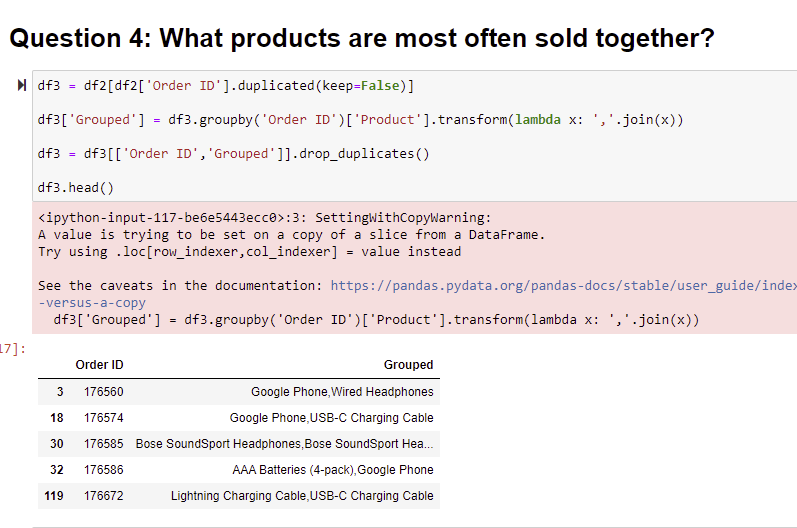 Question 4: What products are most often sold together?
df3 = df2[df2['Order ID'].duplicated(keep=False)]
df3['Grouped'] = df3.groupby('Order ID')['Product'].transform(lambda x: ','.join(x))
df3 = df3[['Order ID','Grouped']].drop_duplicates()
df3.head()
<ipython-input-117-be6e5443ecc0>:3: SettingWithCopyWarning:
A value is trying to be set on a copy of a slice from a DataFrame.
Try using .loc[row_indexer,col_indexer] = value instead
See the caveats in the documentation: https://pandas.pydata.org/pandas-docs/stable/user_guide/index
-versus-a-copy
df3['Grouped'] = df3.groupby('Order ID')['Product'].transform(lambda x: ','.join(x))
17]:
Order ID Grouped
3 176560 Google Phone,Wired Headphones
18 176574 Google Phone,USB-C Charging Cable
30 176585 Bose SoundSport Headphones,Bose SoundSport Hea...
32 176586 AAA Batteries (4-pack),Google Phone
119 176672 Lightning Charging Cable,USB-C Charging Cable